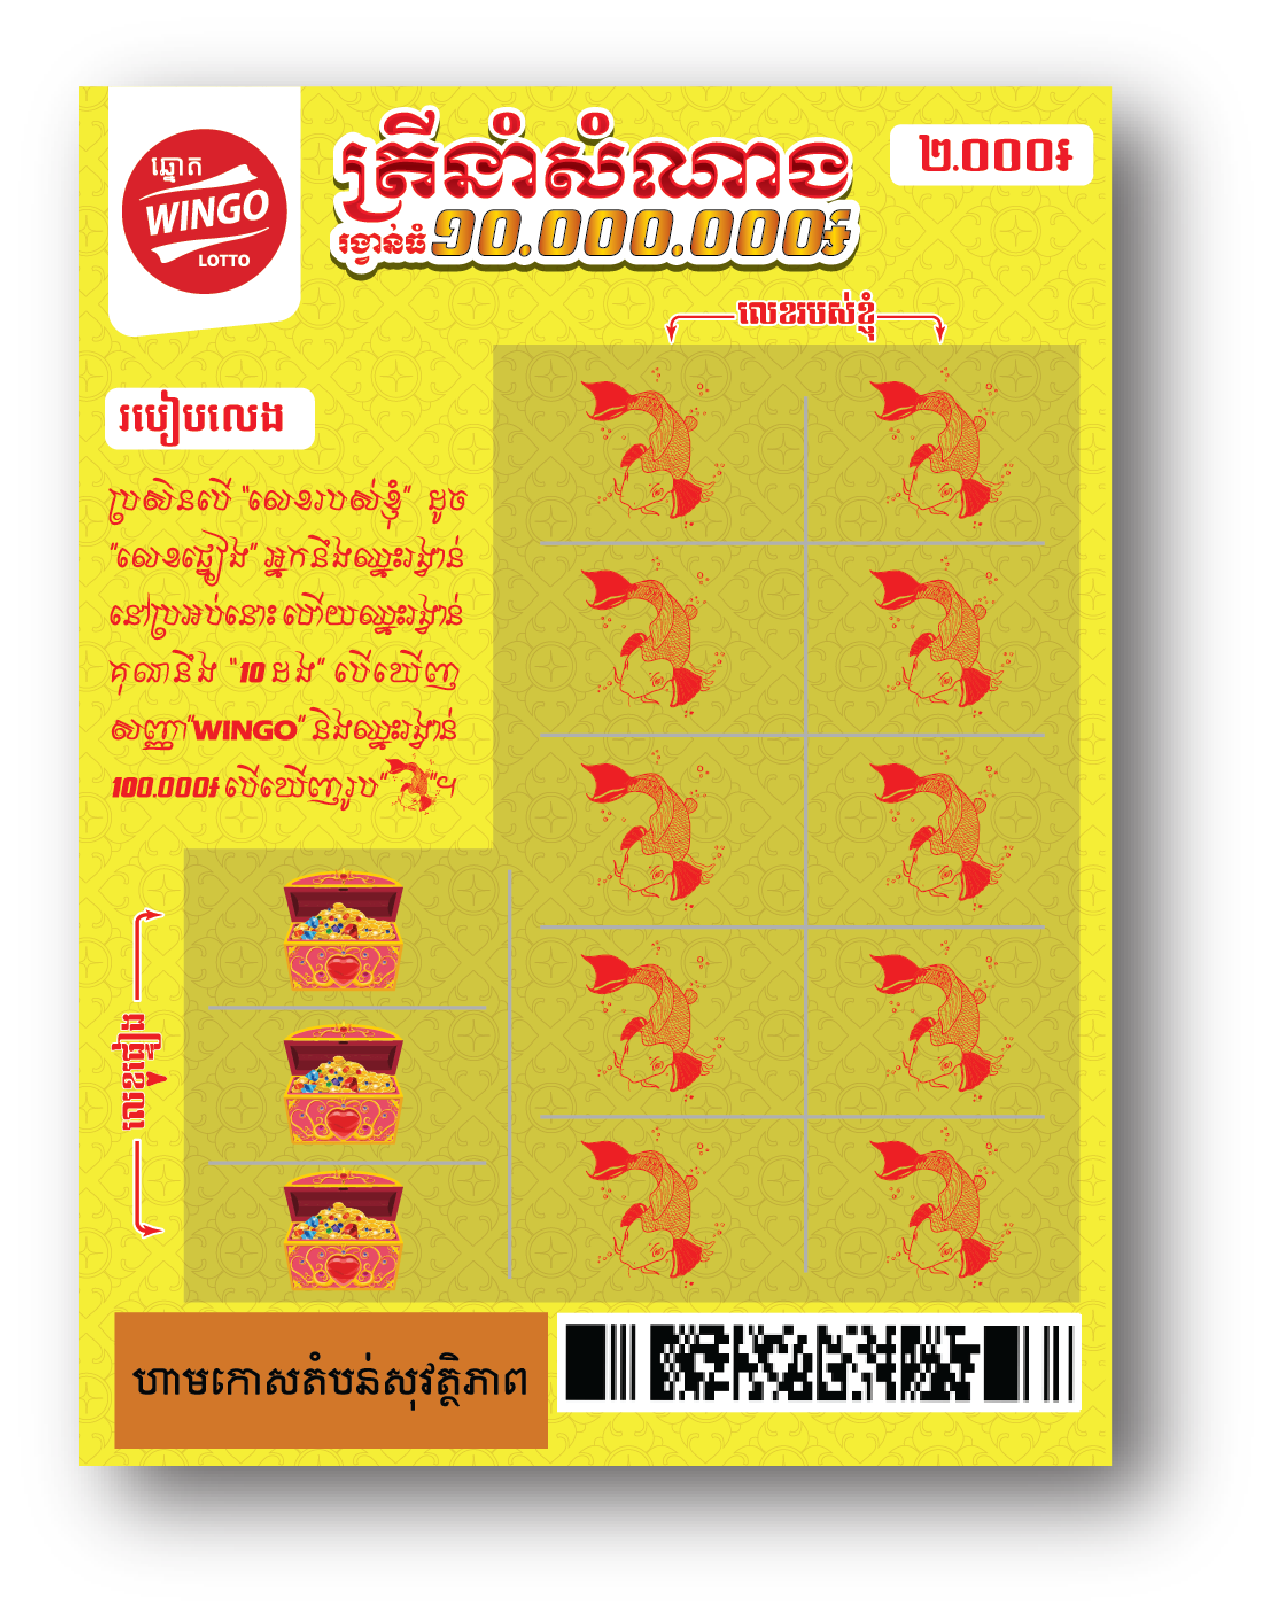 ឆ្នោត
WINGO
LOTTO
ត្រីនាំសំណាង
រង្វាន់ធំ ១០.០០០.០០០៛
២.០០០៛
លេខរបស់ខ្ញុំ
របៀបលេង
ប្រសិនបើ "លេខរបស់ខ្ញុំ" ដូច
"លេខផ្ទៀង" អ្នកនឹងឈ្នះរង្វាន់
នៅប្រអប់នោះ ហើយឈ្នះរង្វាន់
គុណនឹង "10 ដង" បើឃើញ
សញ្ញា"WINGO" និងឈ្នះរង្វាន់
100.000៛ បើឃើញរូប" "។
លេខផ្ទៀង
ហាមកោសតំបន់សុវត្ថិភាព